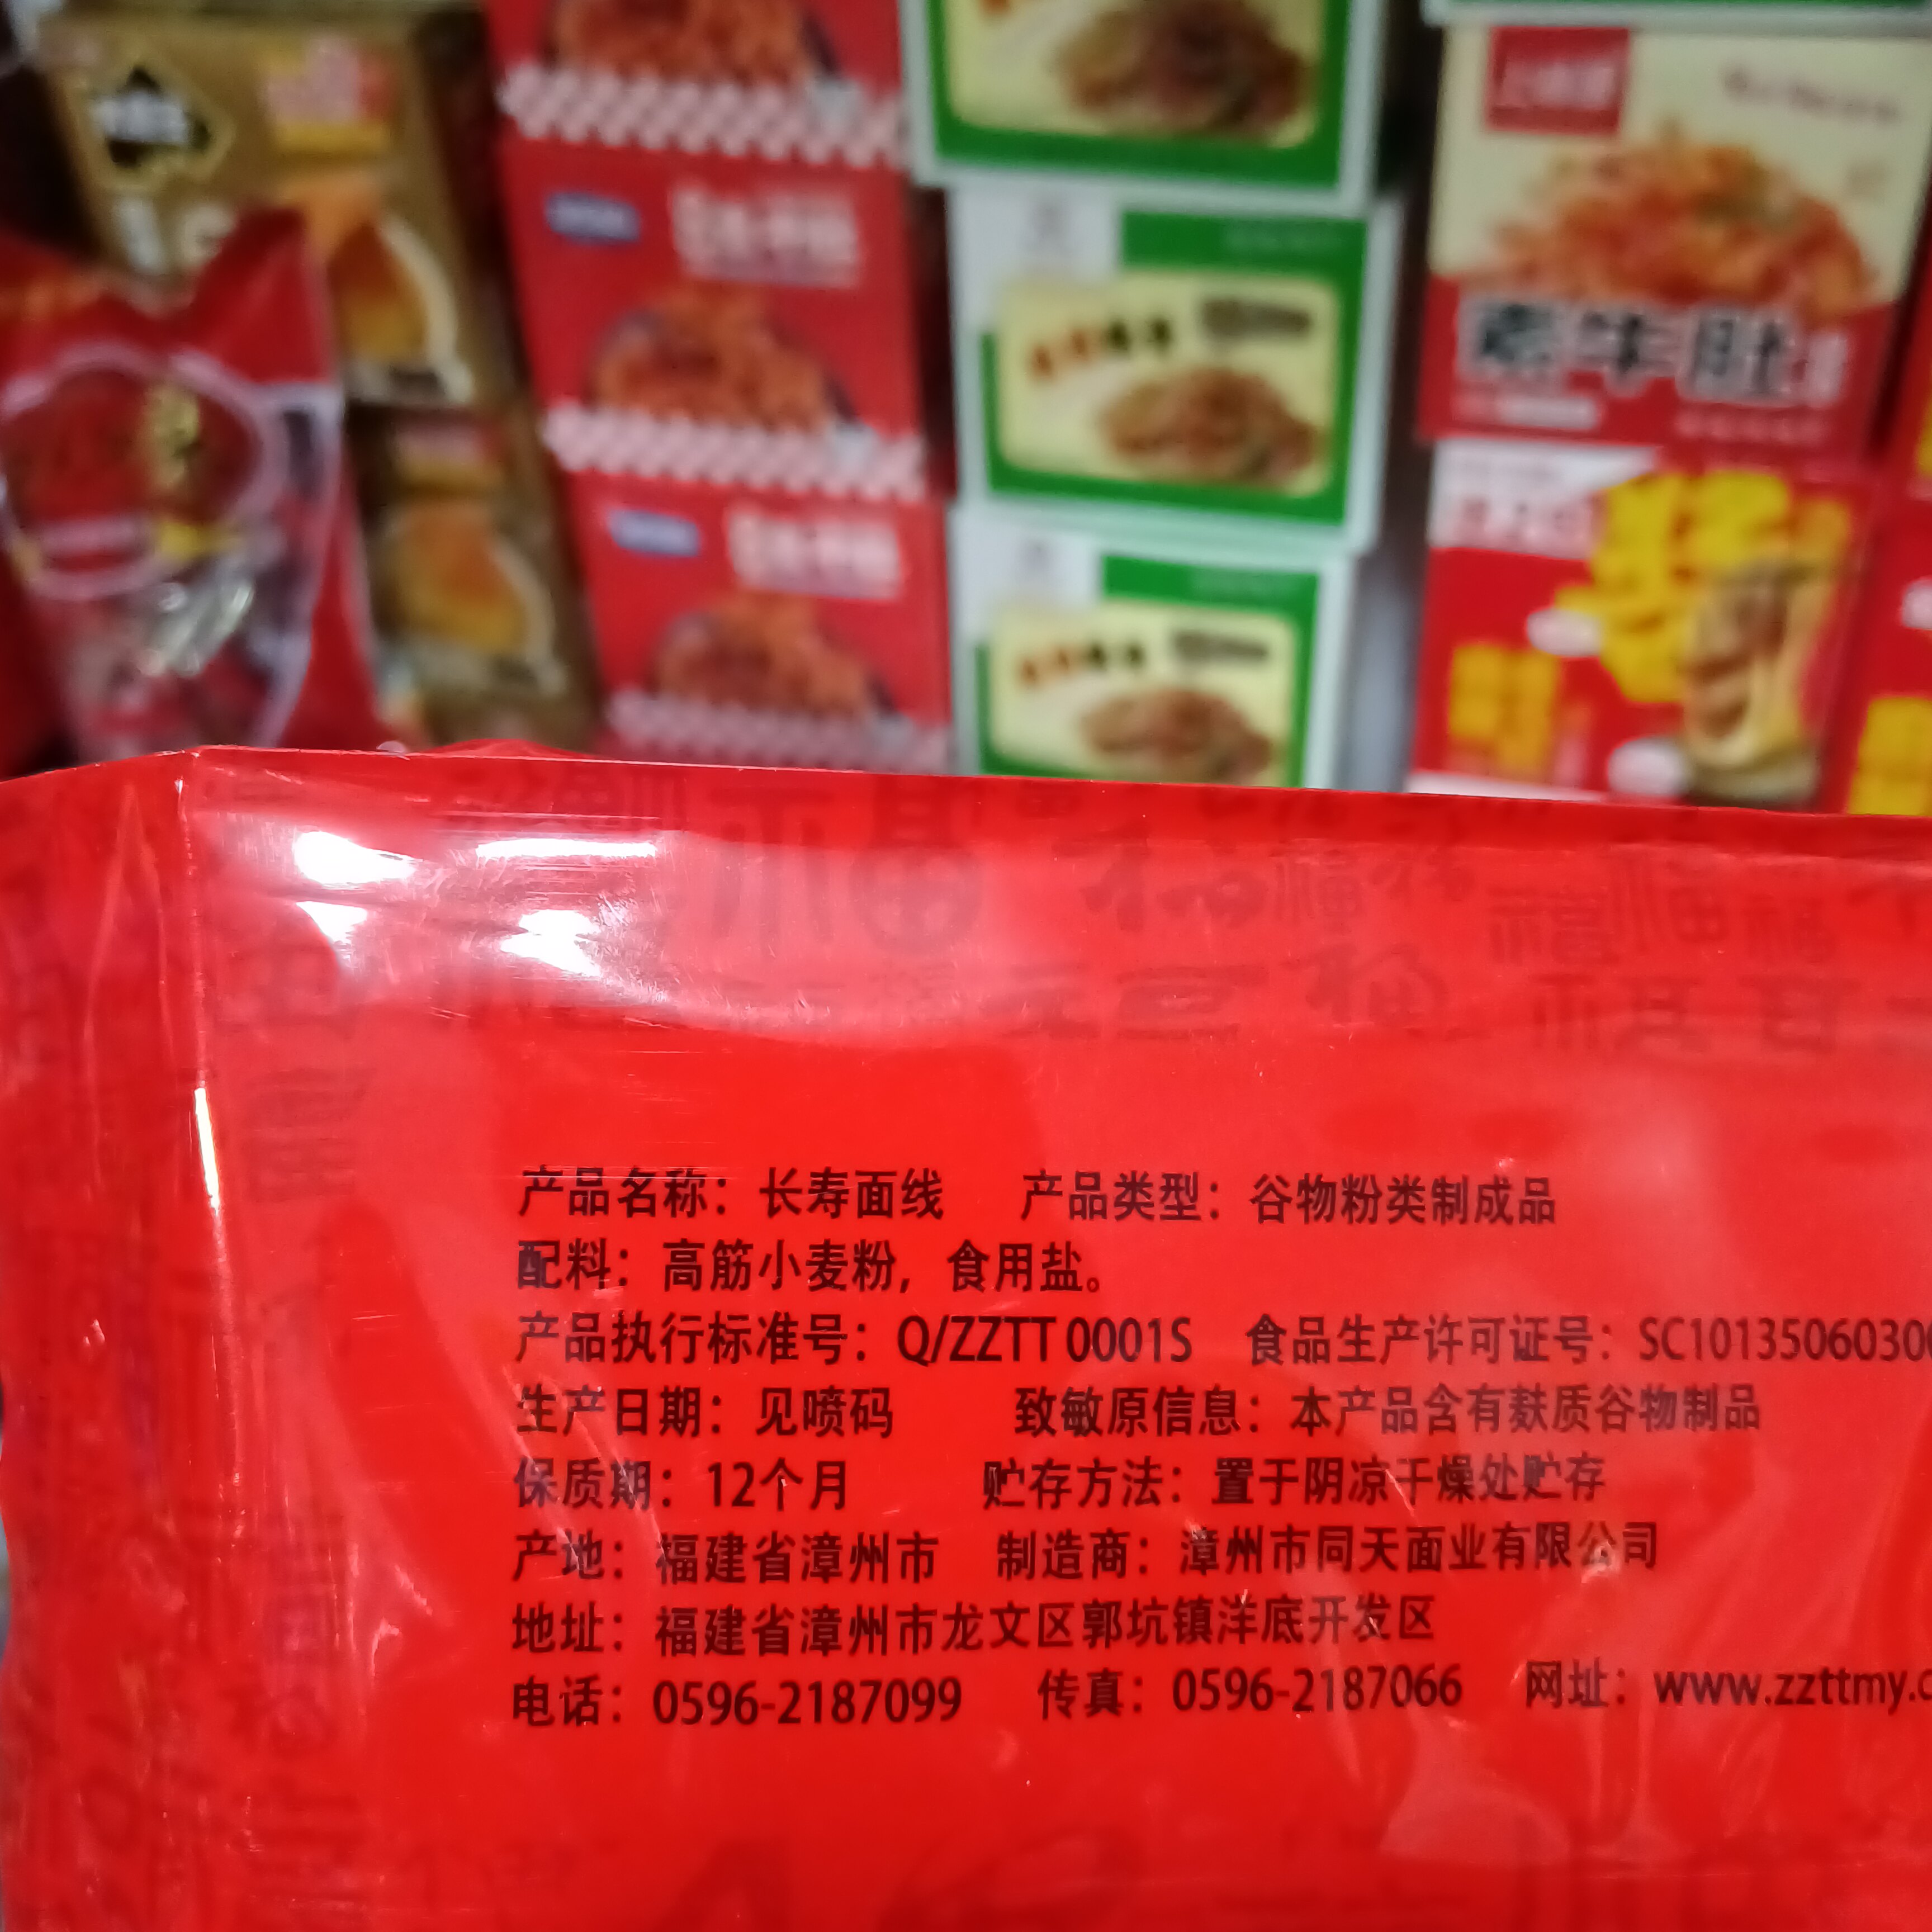 素牛肚
产品名称：长寿面线 产品类型：谷物粉类制成品
配料：高筋小麦粉，食用盐。
产品执行标准号：Q/ZZTT 0001S 食品生产许可证号：SC1013506030
生产日期：见喷码 致敏原信息：本产品含有麸质谷物制品
保质期：12个月 贮存方法：置于阴凉干燥处贮存
产地：福建省漳州市 制造商：漳州市同天面业有限公司
地址：福建省漳州市龙文区郭坑镇洋底开发区
电话：0596-2187099 传真：0596-2187066 网址：www.zzttmy.c